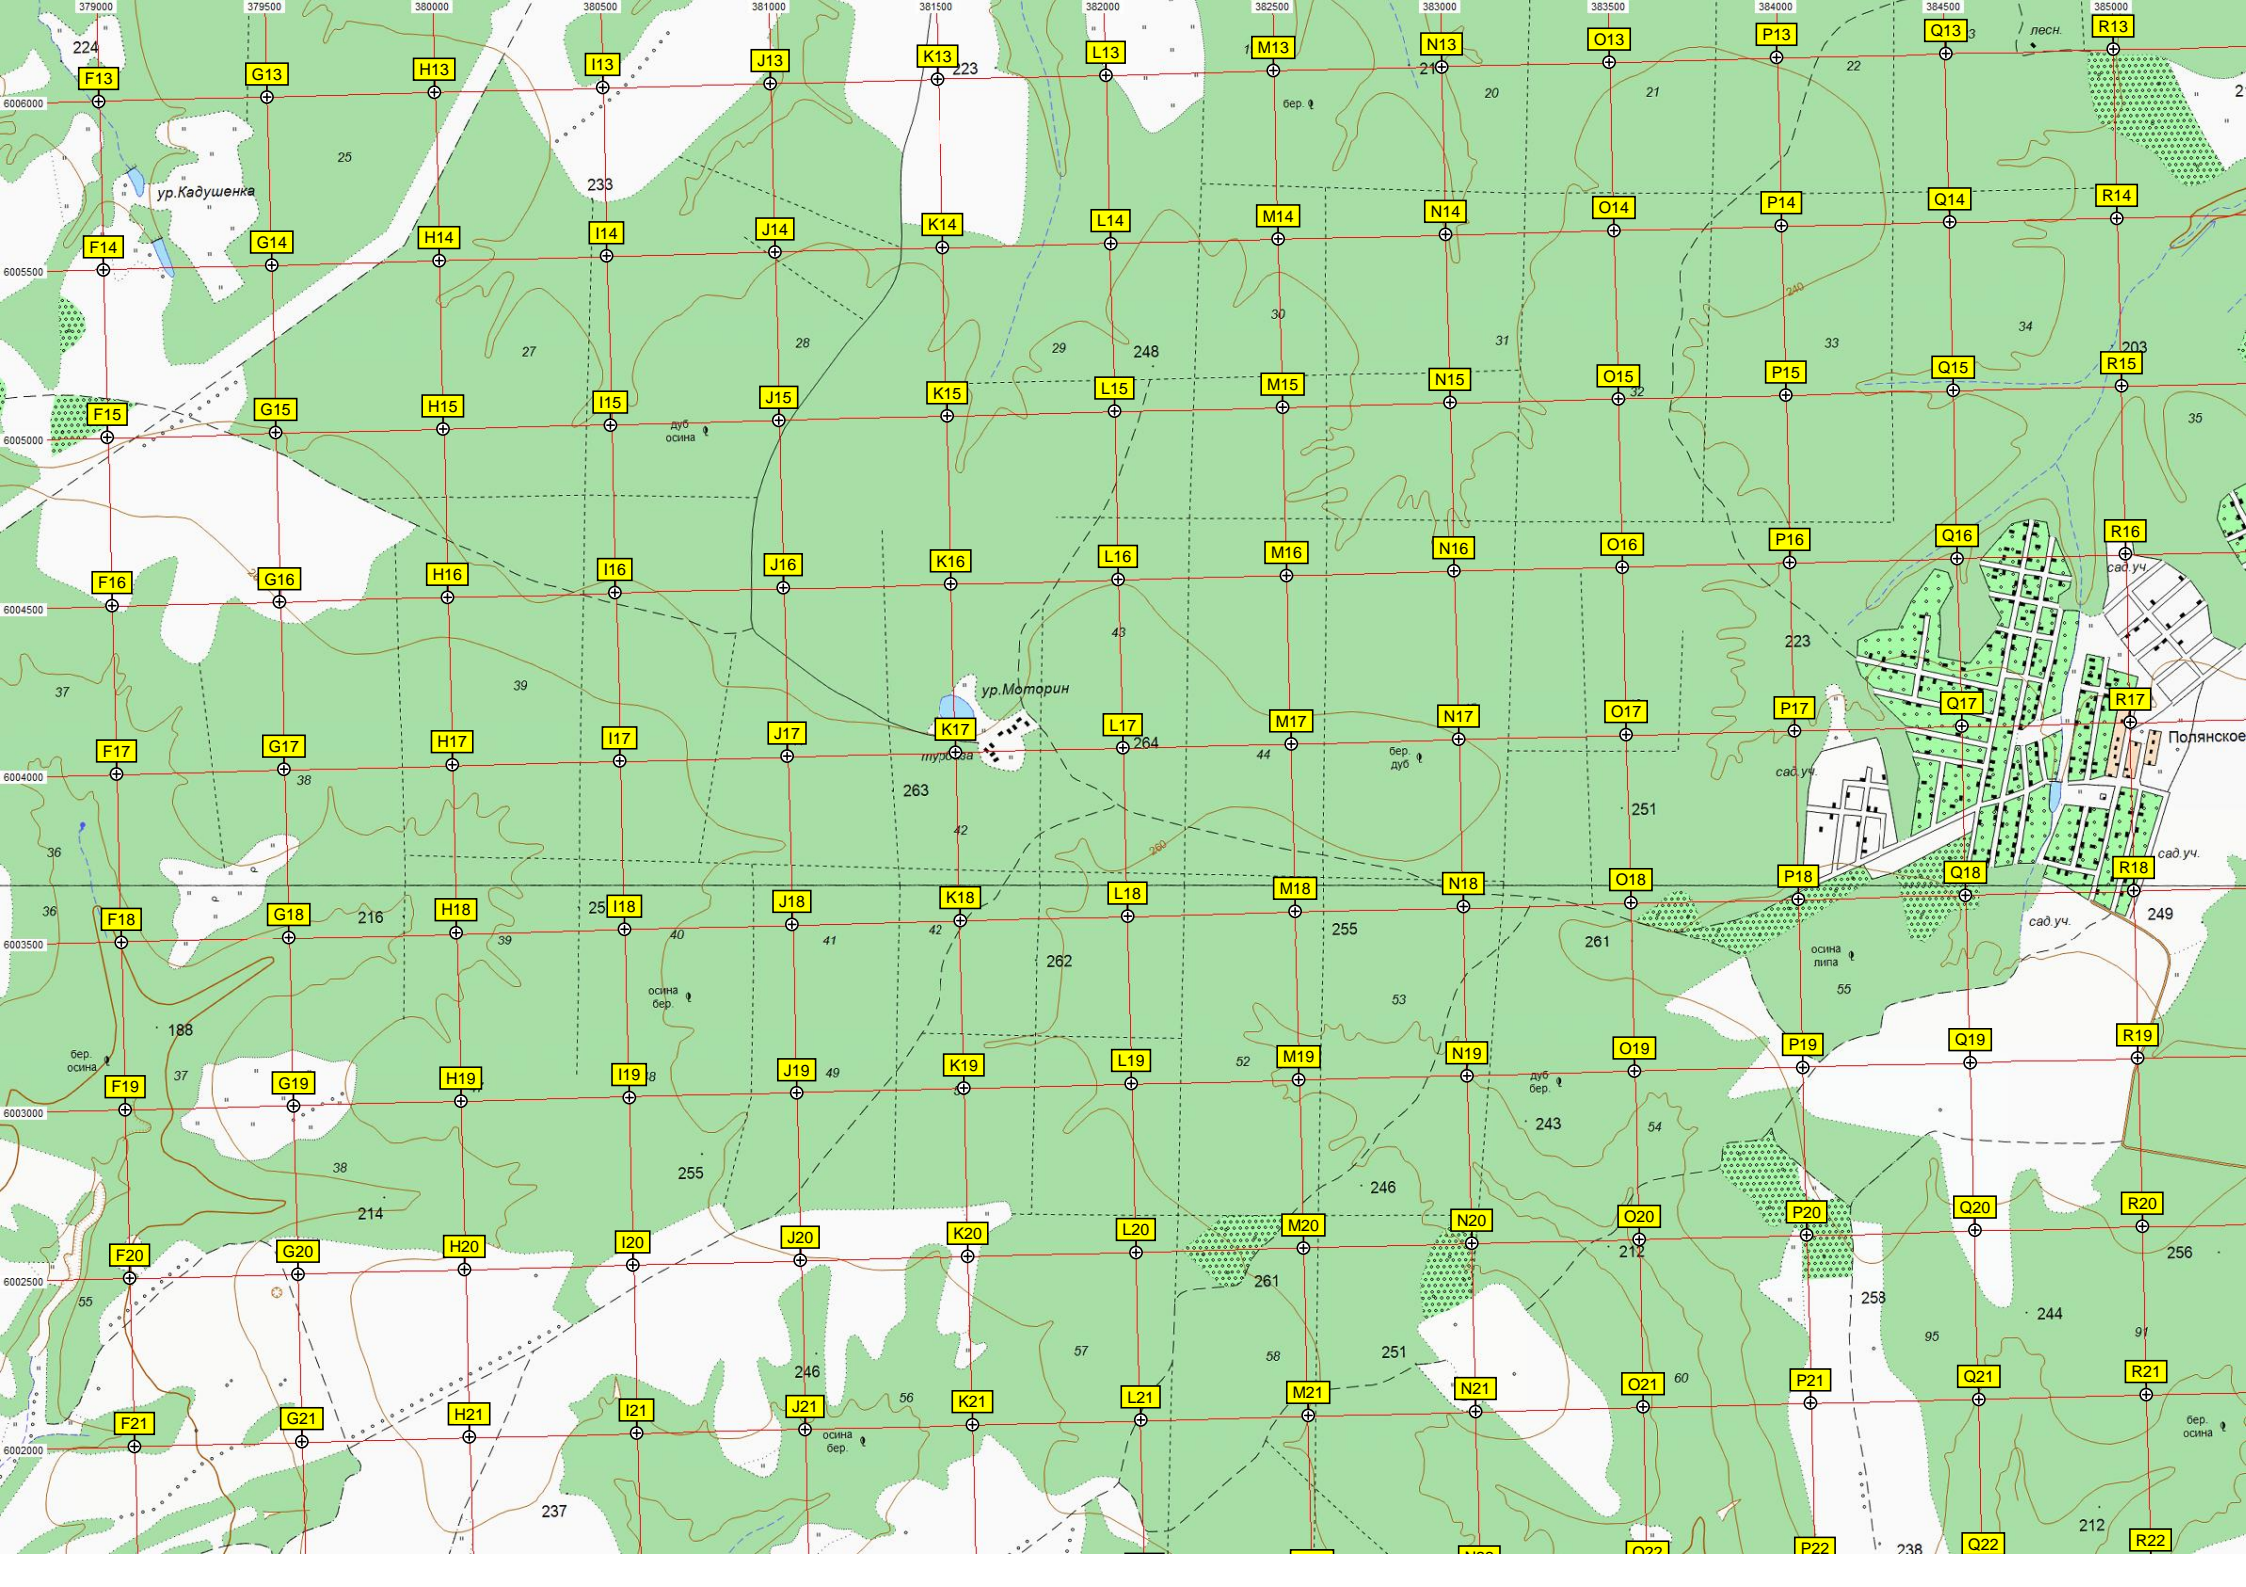 379000 379500 380000 380500 381000 381500 382000 382500 383000 383500 384000 384500 385000
224 F13 G13 H13 I13 J13 K13 223 L13 M13 N13 O13 P13 Q13 лесн. R13
6006000
бер. 20 21 22
25
ур.Кадушенка
233
F14 G14 H14 I14 J14 K14 L14 M14 N14 O14 P14 Q14 R14
6005500
240
27 28 29 248 30 31 33 34 203
F15 G15 H15 I15 J15 K15 L15 M15 N15 O15 32 P15 Q15 R15
35
дуб
осина
6005000
F16 G16 H16 I16 J16 K16 L16 M16 N16 O16 P16 Q16 R16
сад.уч.
6004500
43
223
37 39
ур.Моторин
F17 G17 H17 I17 J17 K17 L17 264 M17 N17 O17 P17 Q17 R17
Полянское
44
бер.
дуб
сад.уч.
6004000
38
263
251
42
36
260
сад.уч.
F18 G18 H18 I18 J18 K18 L18 M18 N18 O18 P18 Q18 R18
36 216 249
сад.уч.
6003500
39 40 41 42 255 261
осина
липа
262
осина
бер.
53 55
188
бер.
осина
37
F19 G19 H19 I19 J19 49 K19 L19 52 M19 N19 O19 P19 Q19 R19
дуб
бер.
6003000
243 54
38 255
246
214
F20 G20 H20 I20 J20 K20 L20 M20 N20 O20 P20 Q20 R20
212 256
6002500
55 261 258 244
95 91
57 58 251
246
F21 G21 H21 I21 J21 56 K21 L21 M21 N21 O21 60 P21 Q21 R21
осина
бер.
бер.
осина
6002000
237
212
O22 P22 238 Q22 R22